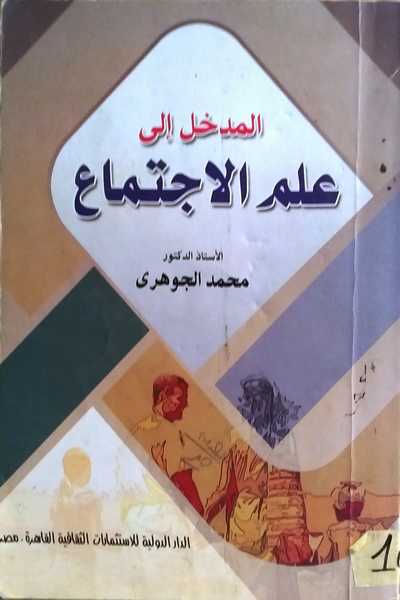 المدخل إلى
علم الاجتماع
الأستاذ الدكتور
محمد الجوهرى
الدار الدولية للاستثمارات الثقافية القاهرة . مصر